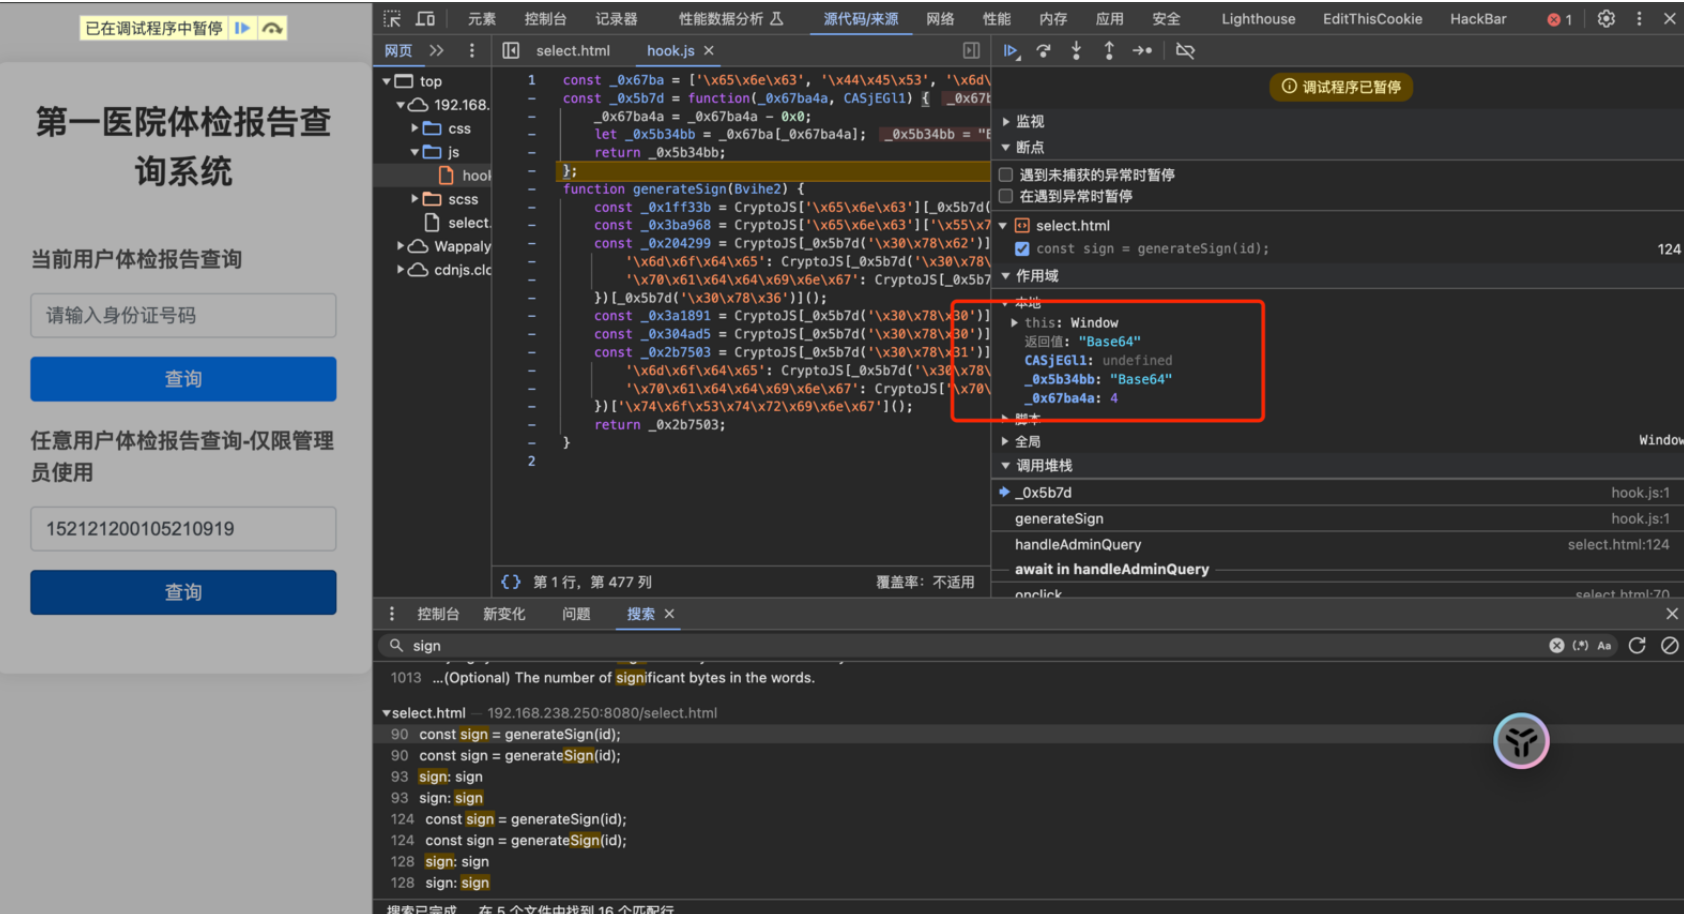 已在调试程序中暂停
第一医院体检报告查
询系统
当前用户体检报告查询
请输入身份证号码
查询
任意用户体检报告查询-仅限管理
员使用
152121200105210919
查询
元素 控制台 记录器 性能数据分析 源代码/来源 网络 性能 内存 应用 安全 Lighthouse EditThisCookie HackBar 1
网页 select.html hook.js
top
192.168.
css
js
hook
scss
select.
Wappaly
cdnjs.clo
1 const _0x67ba = ['\x65\x6e\x63', '\x44\x45\x53', '\x6d\
- const _0x5b7d = function(_0x67ba4a, CASjEGl1) { _0x67b
- _0x67ba4a = _0x67ba4a - 0x0;
- let _0x5b34bb = _0x67ba[_0x67ba4a]; _0x5b34bb = "B
- return _0x5b34bb;
- };
- function generateSign(Bvihe2) {
- const _0x1ff33b = CryptoJS['\x65\x6e\x63'][_0x5b7d(
- const _0x3ba968 = CryptoJS['\x65\x6e\x63']['\x55\x7
- const _0x204299 = CryptoJS[_0x5b7d('\x30\x78\x62')]
- '\x6d\x6f\x64\x65': CryptoJS[_0x5b7d('\x30\x78\
- '\x70\x61\x64\x64\x69\x6e\x67': CryptoJS[_0x5b7
- })[_0x5b7d('\x30\x78\x36')]();
- const _0x3a1891 = CryptoJS[_0x5b7d('\x30\x78\x30')]
- const _0x304ad5 = CryptoJS[_0x5b7d('\x30\x78\x30')]
- const _0x2b7503 = CryptoJS[_0x5b7d('\x30\x78\x31')]
- '\x6d\x6f\x64\x65': CryptoJS[_0x5b7d('\x30\x78\
- '\x70\x61\x64\x64\x69\x6e\x67': CryptoJS['\x70\
- })['\x74\x6f\x53\x74\x72\x69\x6e\x67']();
- return _0x2b7503;
- }
2
{} 第 1 行，第 477 列 覆盖率：不适用
调试程序已暂停
监视
断点
遇到未捕获的异常时暂停
在遇到异常时暂停
select.html
const sign = generateSign(id); 124
作用域
本地
this: Window
返回值: "Base64"
CASjEGl1: undefined
_0x5b34bb: "Base64"
_0x67ba4a: 4
脚本
全局 Window
调用堆栈
_0x5b7d hook.js:1
generateSign hook.js:1
handleAdminQuery select.html:124
await in handleAdminQuery
onclick select.html:70
控制台 新变化 问题 搜索
sign (.*) Aa
1013 …(Optional) The number of significant bytes in the words.
select.html — 192.168.238.250:8080/select.html
90 const sign = generateSign(id);
90 const sign = generateSign(id);
93 sign: sign
93 sign: sign
124 const sign = generateSign(id);
124 const sign = generateSign(id);
128 sign: sign
128 sign: sign
搜索已完成。 在 5 个文件中找到 16 个匹配行。